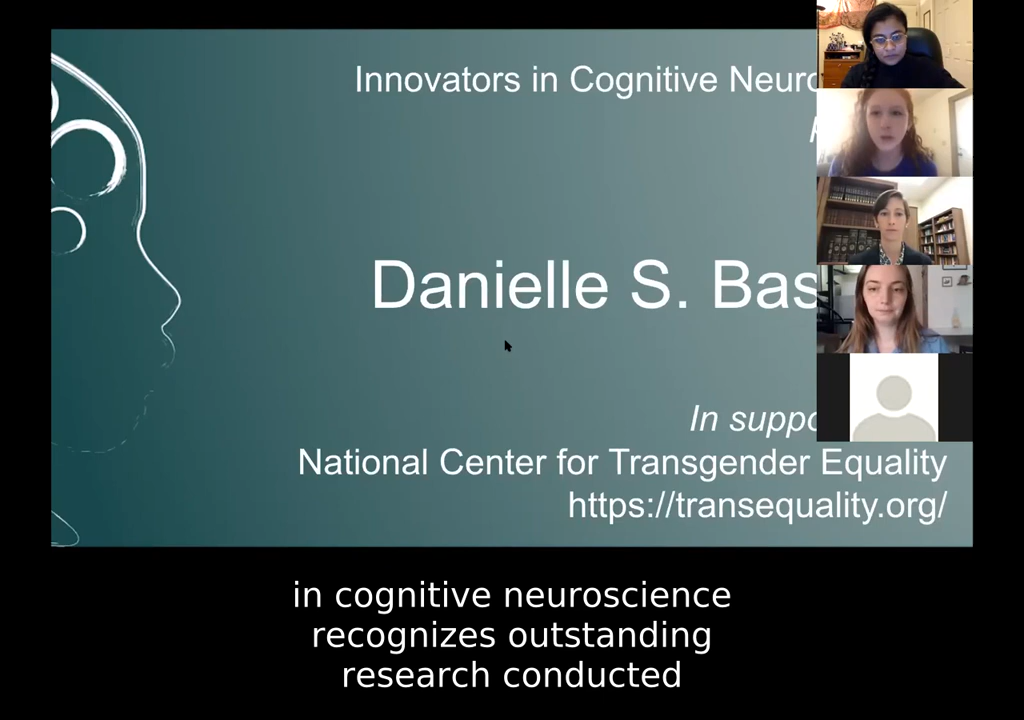 Innovators in Cognitive Neuro
Danielle S. Bas
In suppo
National Center for Transgender Equality
https://transequality.org/
in cognitive neuroscience
recognizes outstanding
research conducted